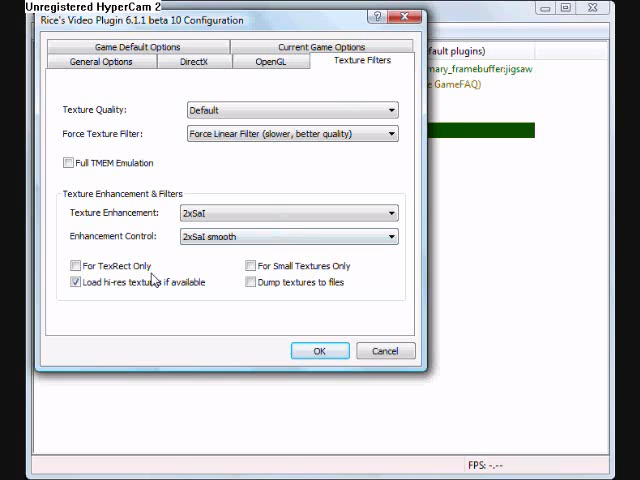 Unregistered HyperCam 2
Rice's Video Plugin 6.1.1 beta 10 Configuration
Game Default Options
Current Game Options
General Options
DirectX
OpenGL
Texture Filters
fault plugins)
mary_framebuffer:jigsaw
e GameFAQ)
Texture Quality:
Default
Force Texture Filter:
Force Linear Filter (slower, better quality)
Full TMEM Emulation
Texture Enhancement & Filters
Texture Enhancement:
2xSaI
Enhancement Control:
2xSaI smooth
For TexRect Only
For Small Textures Only
Load hi-res textures if available
Dump textures to files
OK
Cancel
FPS: -.--